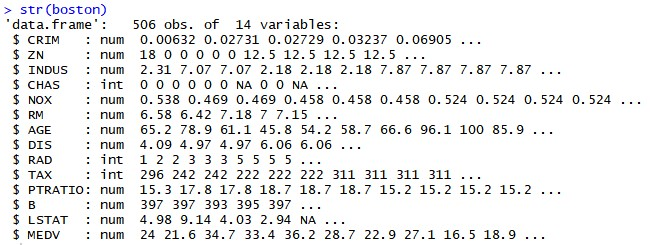 > str(boston)
'data.frame':   506 obs. of  14 variables:
 $ CRIM   : num  0.00632 0.02731 0.02729 0.03237 0.06905 ...
 $ ZN     : num  18 0 0 0 0 0 12.5 12.5 12.5 12.5 ...
 $ INDUS  : num  2.31 7.07 7.07 2.18 2.18 2.18 7.87 7.87 7.87 7.87 ...
 $ CHAS   : int  0 0 0 0 0 0 NA 0 0 NA ...
 $ NOX    : num  0.538 0.469 0.469 0.458 0.458 0.458 0.524 0.524 0.524 0.524 ...
 $ RM     : num  6.58 6.42 7.18 7 7.15 ...
 $ AGE    : num  65.2 78.9 61.1 45.8 54.2 58.7 66.6 96.1 100 85.9 ...
 $ DIS    : num  4.09 4.97 4.97 6.06 6.06 ...
 $ RAD    : int  1 2 2 3 3 3 5 5 5 5 ...
 $ TAX    : int  296 242 242 222 222 222 311 311 311 311 ...
 $ PTRATIO: num  15.3 17.8 17.8 18.7 18.7 18.7 15.2 15.2 15.2 15.2 ...
 $ B      : num  397 397 393 395 397 ...
 $ LSTAT  : num  4.98 9.14 4.03 2.94 NA ...
 $ MEDV   : num  24 21.6 34.7 33.4 36.2 28.7 22.9 27.1 16.5 18.9 ...